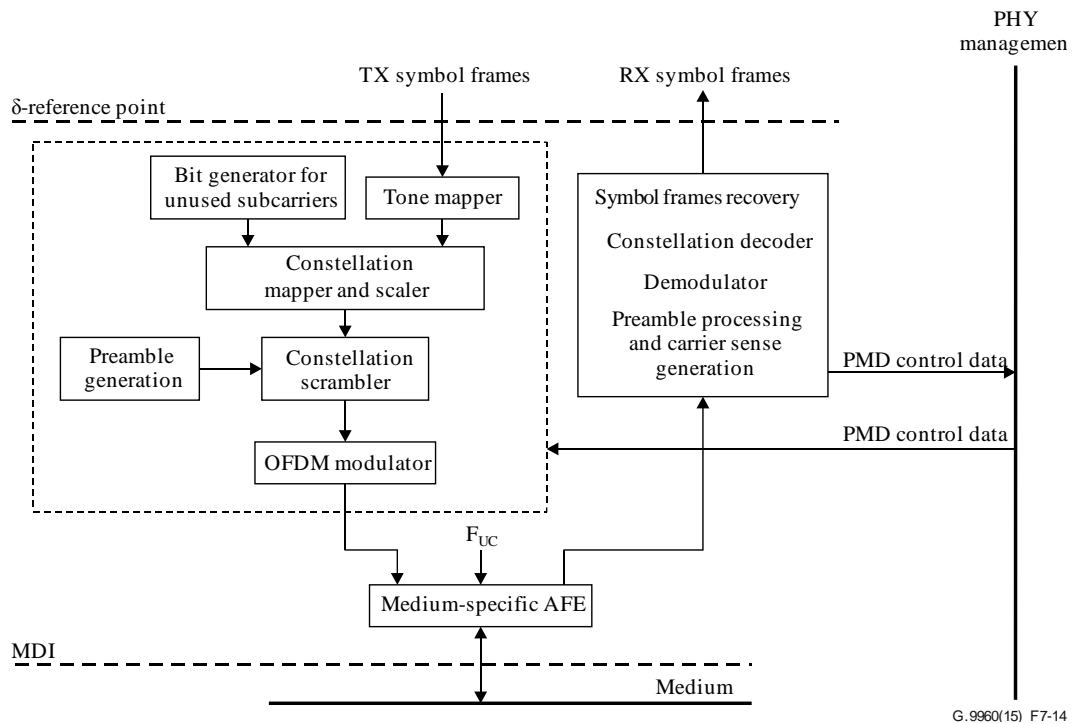 PHY
managemen
TX symbol frames
RX symbol frames
δ-reference point
Bit generator for
unused subcarriers
Tone mapper
Symbol frames recovery
Constellation decoder
Demodulator
Preamble processing
and carrier sense
generation
Constellation
mapper and scaler
Preamble
generation
Constellation
scrambler
PMD control data
PMD control data
OFDM modulator
F_UC
Medium-specific AFE
MDI
Medium
G.9960(15)_F7-14